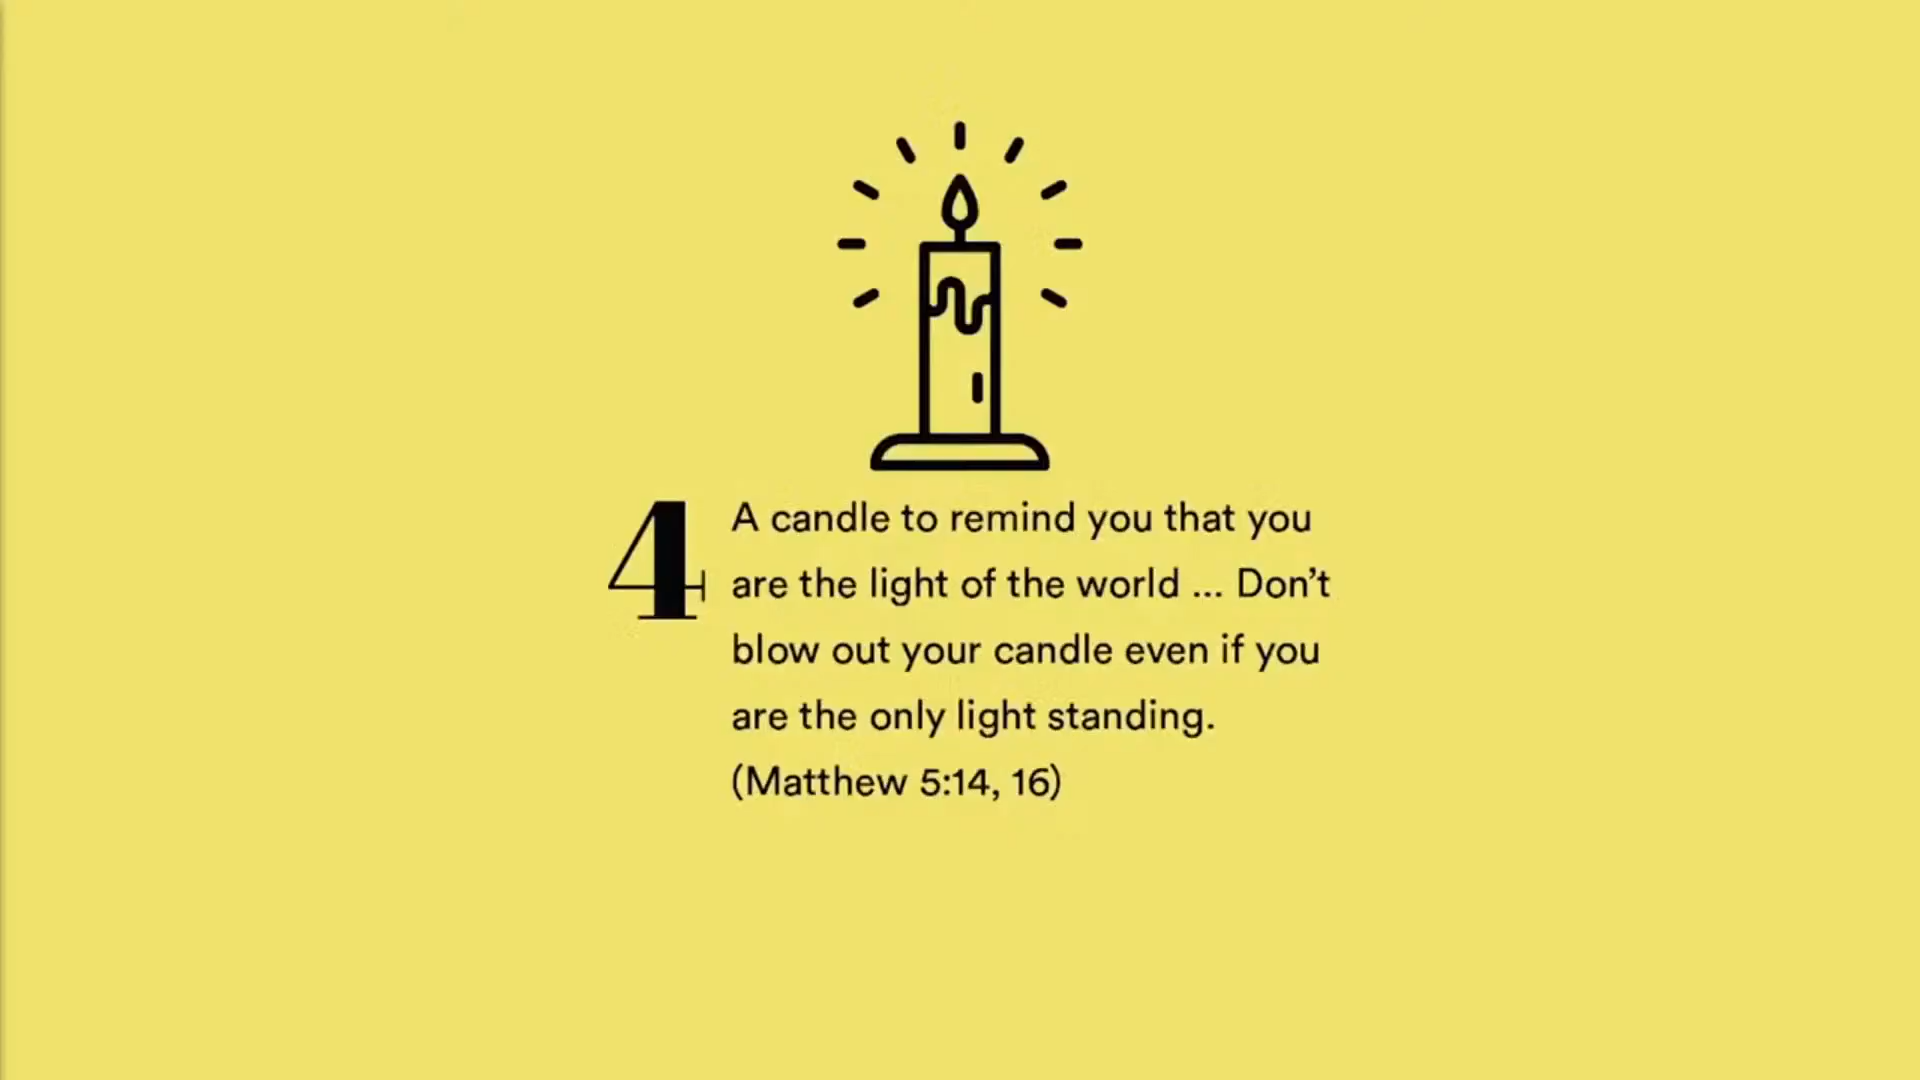 4
A candle to remind you that you
are the light of the world ... Don’t
blow out your candle even if you
are the only light standing.
(Matthew 5:14, 16)